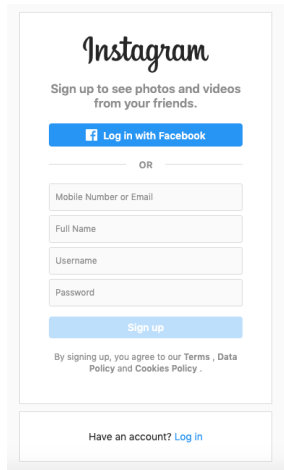 Instagram
Sign up to see photos and videos
from your friends.
Log in with Facebook
OR
Mobile Number or Email
Full Name
Username
Password
Sign up
By signing up, you agree to our Terms , Data
Policy and Cookies Policy .
Have an account? Log in